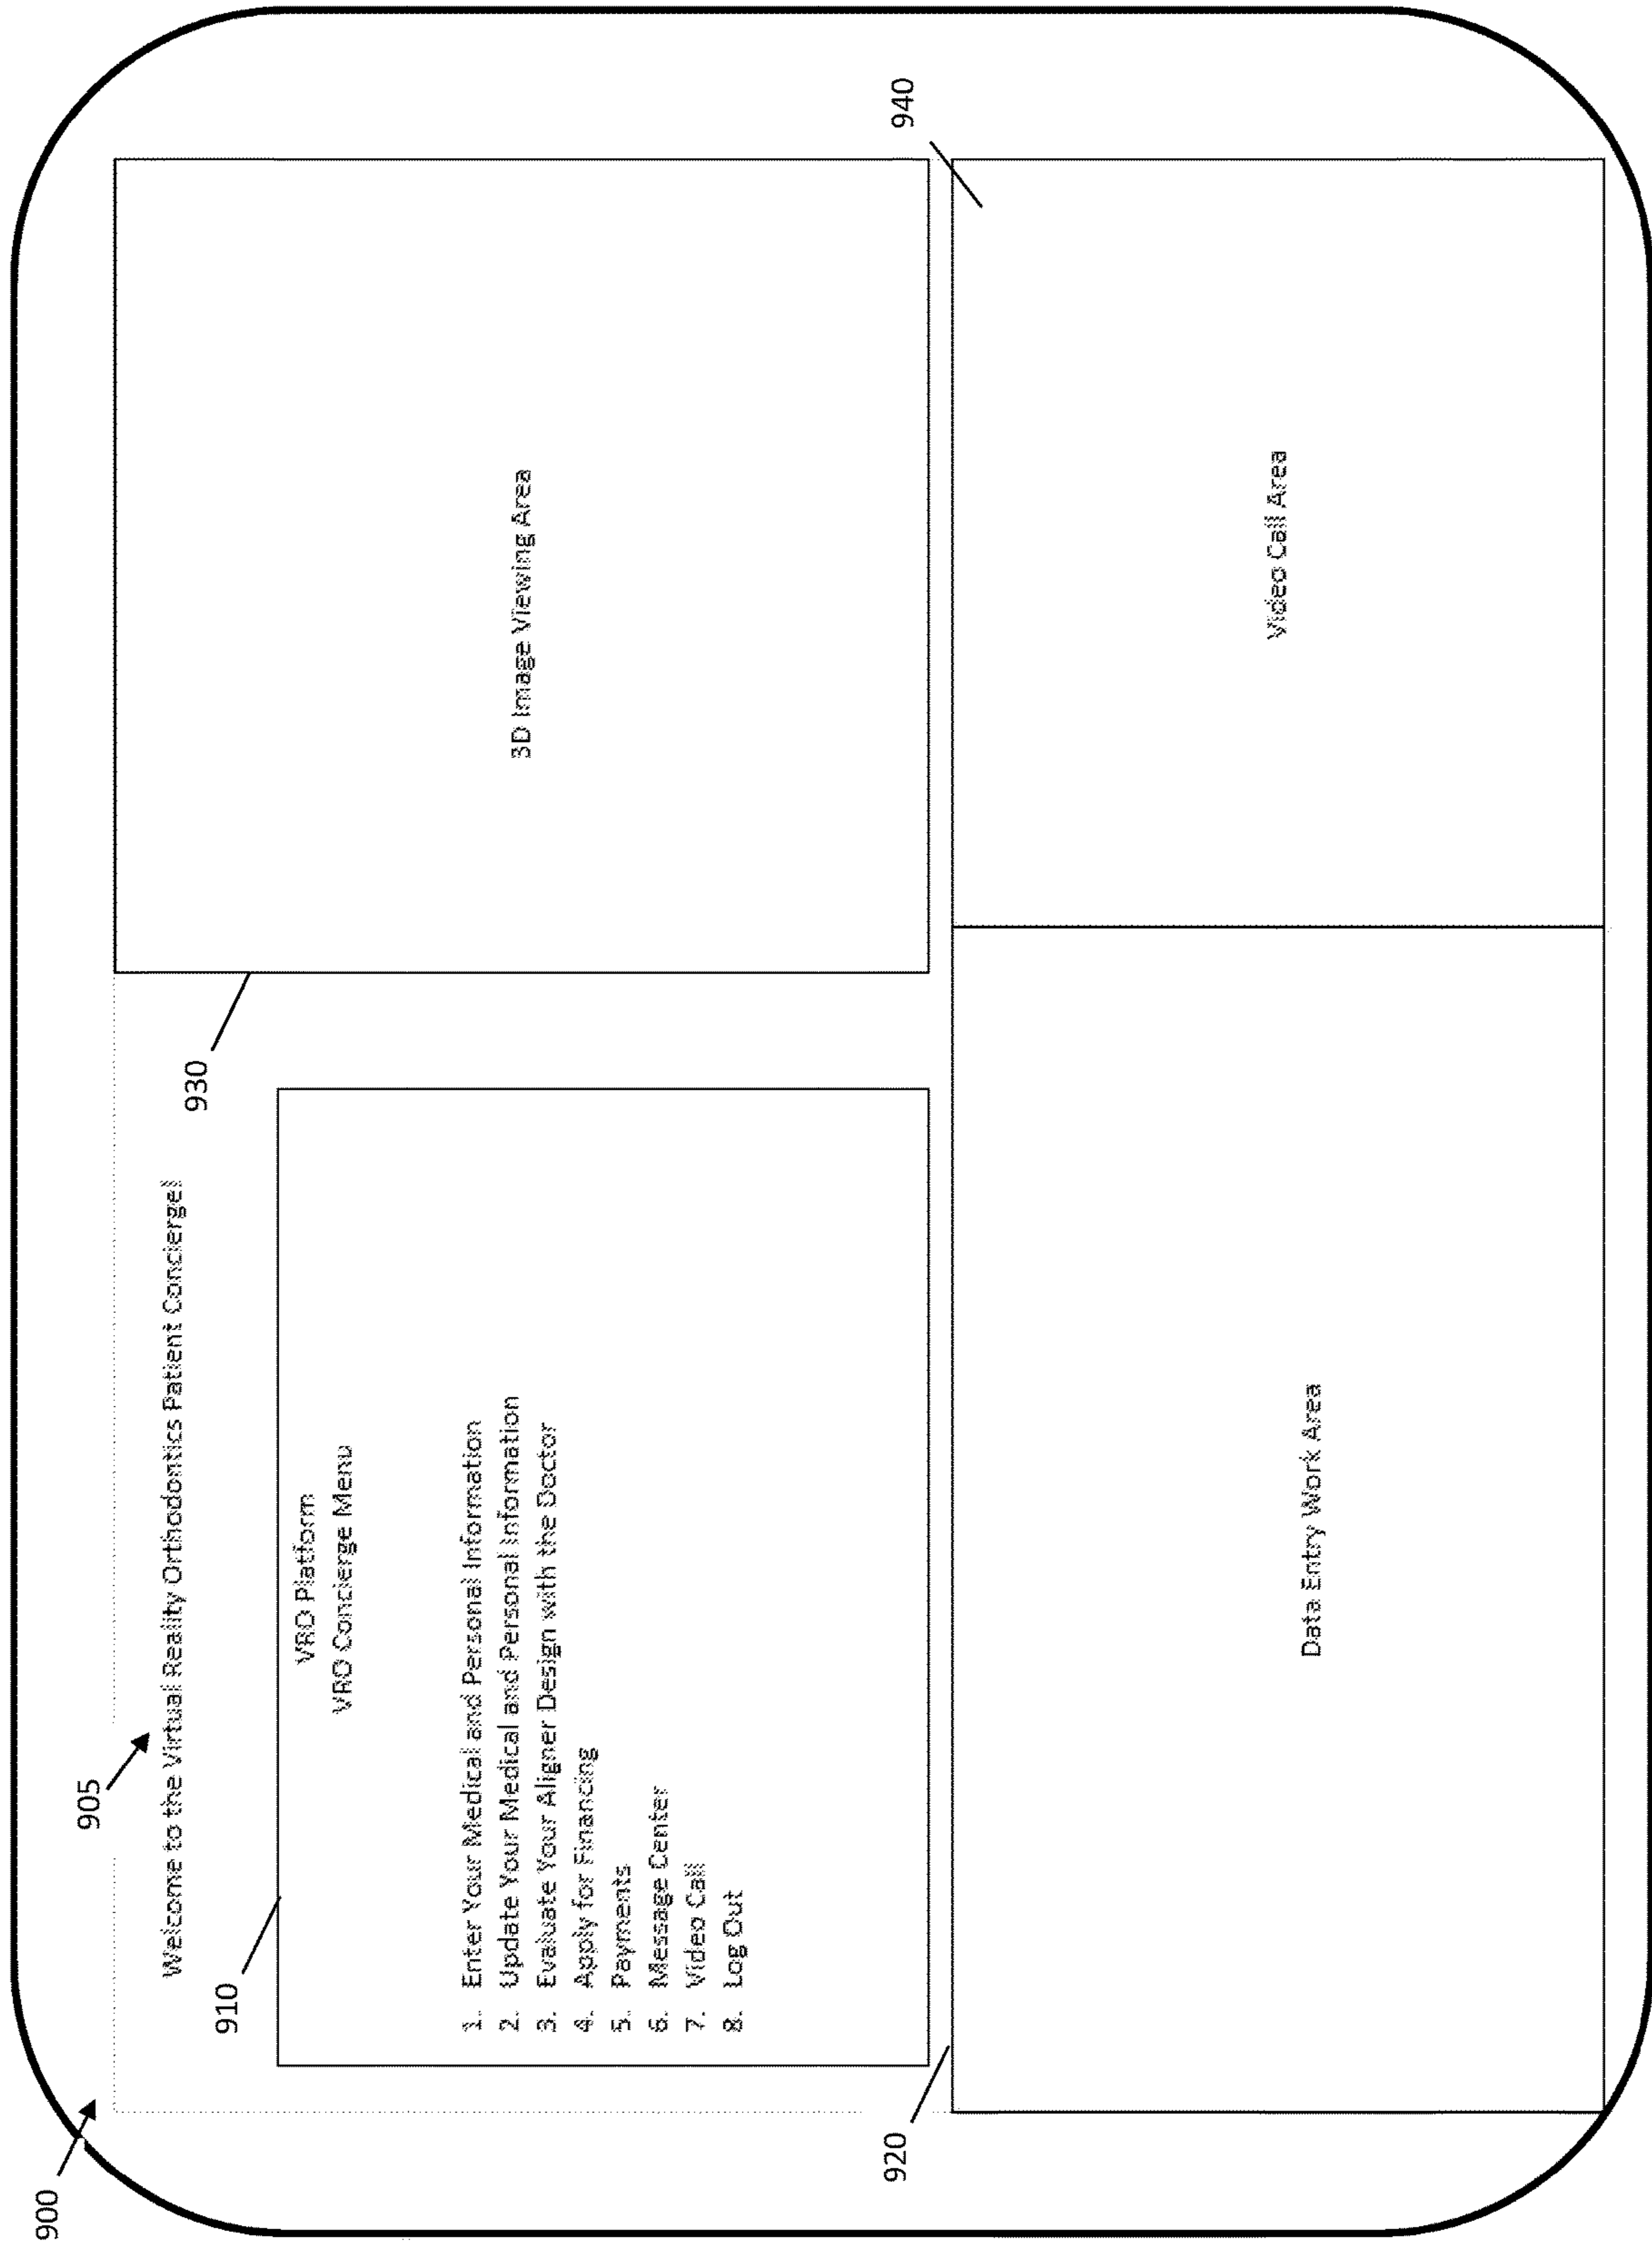 900
905
Welcome to the Virtual Reality Orthodontics Patient Concierge!
910
VRO Platform
VRO Concierge Menu
1. Enter Your Medical and Personal Information
2. Update Your Medical and Personal Information
3. Evaluate Your Aligner Design with the Doctor
4. Apply for Financing
5. Payments
6. Message Center
7. Video Call
8. Log Out
930
3D Image Viewing Area
920
Data Entry Work Area
940
Video Call Area